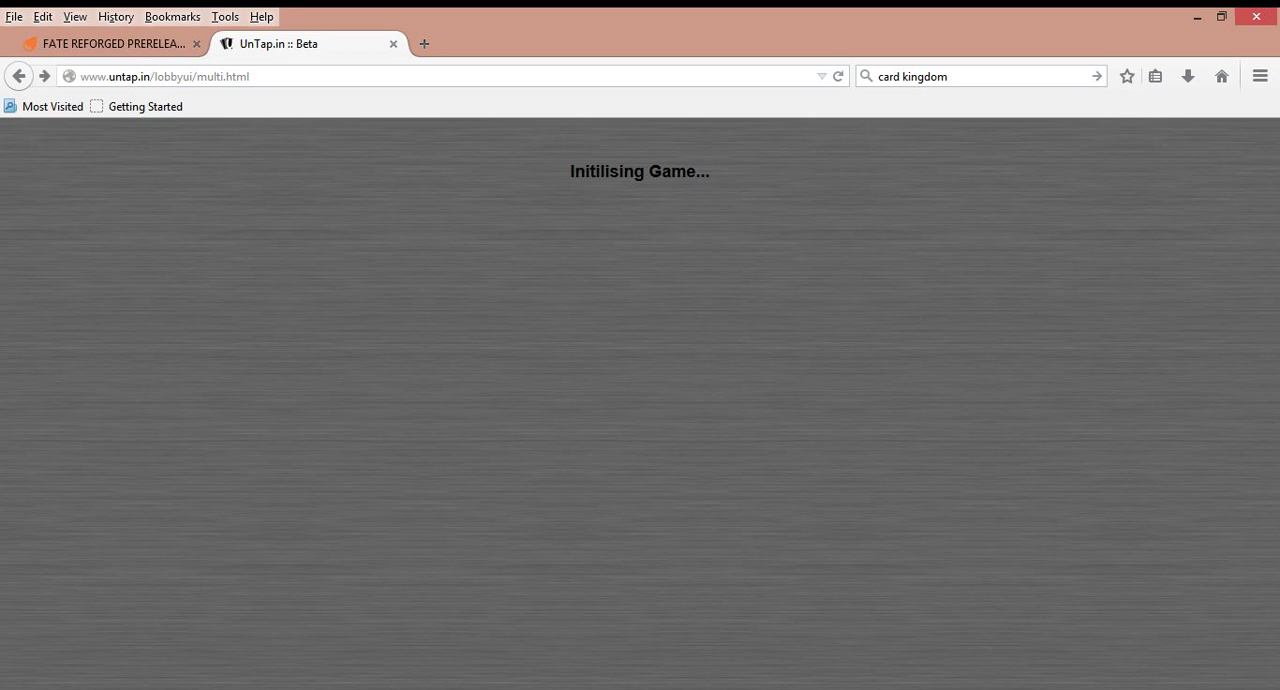 File Edit View History Bookmarks Tools Help
FATE REFORGED PRERELEA... UnTap.in :: Beta
www.untap.in/lobbyui/multi.html card kingdom
Most Visited Getting Started
Initilising Game...